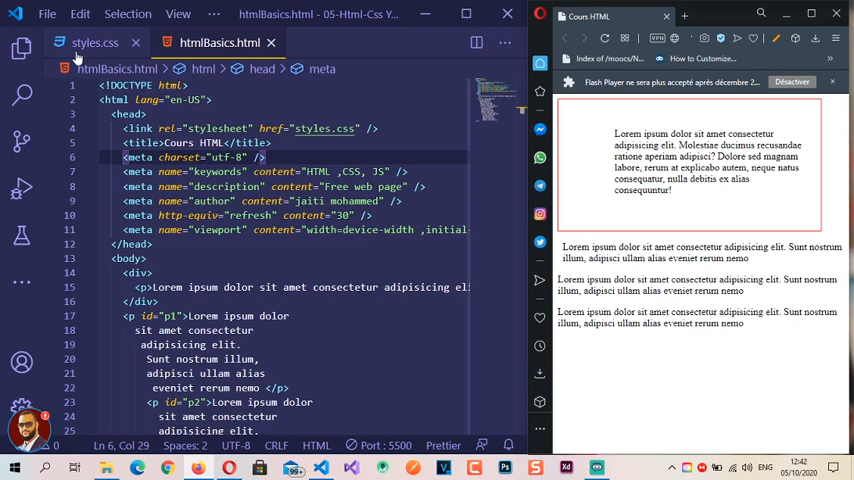 File Edit Selection View ··· htmlBasics.html - 05-Html-Css Y...
styles.css
htmlBasics.html
htmlBasics.html html head meta
1 <!DOCTYPE html>
2 <html lang="en-US">
3 <head>
4 <link rel="stylesheet" href="styles.css" />
5 <title>Cours HTML</title>
6 <meta charset="utf-8" />
7 <meta name="keywords" content="HTML ,CSS, JS" />
8 <meta name="description" content="Free web page" />
9 <meta name="author" content="jaiti mohammed" />
10 <meta http-equiv="refresh" content="30" />
11 <meta name="viewport" content="width=device-width ,initial-
12 </head>
13 <body>
14 <div>
15 <p>Lorem ipsum dolor sit amet consectetur adipisicing eli
16 </div>
17 <p id="p1">Lorem ipsum dolor
18 sit amet consectetur
19 adipisicing elit.
20 Sunt nostrum illum,
21 adipisci ullam alias
22 eveniet rerum nemo </p>
23 <p id="p2">Lorem ipsum dolor
24 sit amet consectetur
25 adipisicing elit.
0 Ln 6, Col 29 Spaces: 2 UTF-8 CRLF HTML Port : 5500 Prettier
Cours HTML
VPN Index of /moocs/NET... How to Customize...
Flash Player ne sera plus accepté après décembre 2... Désactiver
Lorem ipsum dolor sit amet consectetur
adipisicing elit. Molestiae ducimus recusandae
ratione aperiam adipisci? Dolore sed magnam
labore, rerum at explicabo autem, neque natus
consequatur, nulla debitis ex alias
consequuntur!
Lorem ipsum dolor sit amet consectetur adipisicing elit. Sunt nostrum
illum, adipisci ullam alias eveniet rerum nemo
Lorem ipsum dolor sit amet consectetur adipisicing elit. Sunt nostrum
illum, adipisci ullam alias eveniet rerum nemo
Lorem ipsum dolor sit amet consectetur adipisicing elit. Sunt nostrum
illum, adipisci ullam alias eveniet rerum nemo
99+ ENG 12:42
05/10/2020